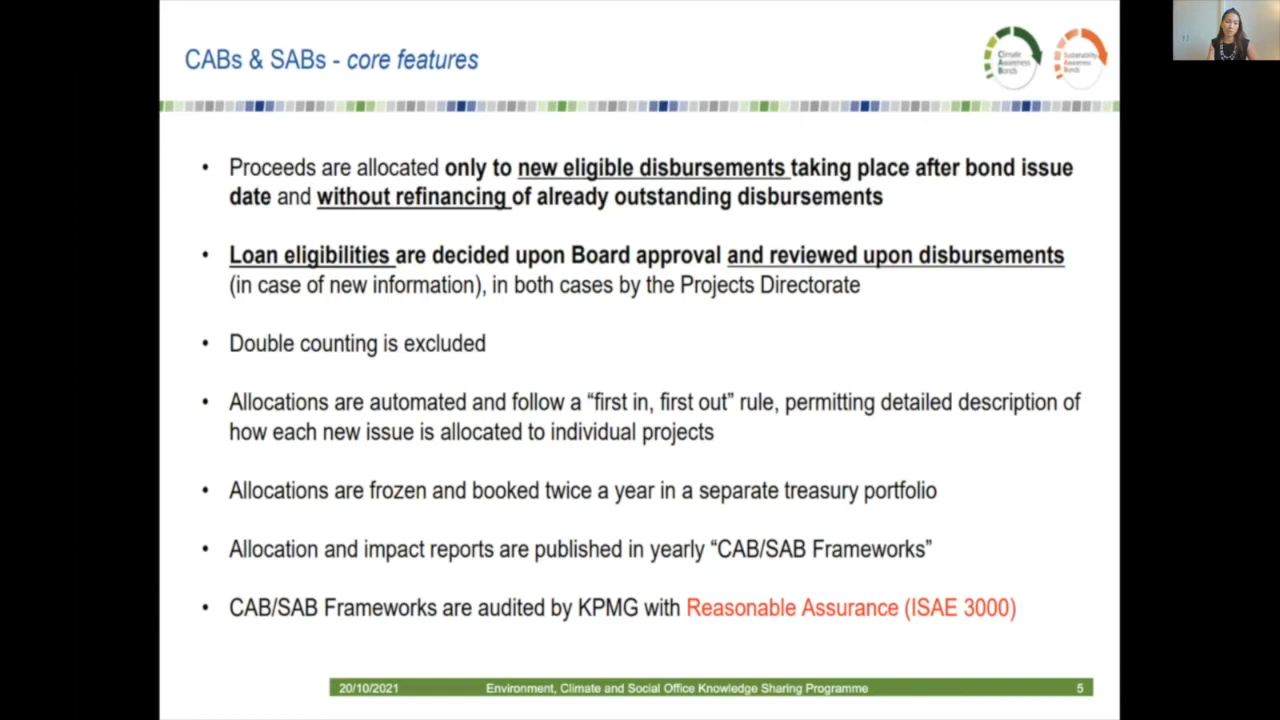 CABs & SABs - core features
Climate
Awareness
Bonds
Sustainability
Awareness
Bonds
• Proceeds are allocated only to new eligible disbursements taking place after bond issue
date and without refinancing of already outstanding disbursements
• Loan eligibilities are decided upon Board approval and reviewed upon disbursements
(in case of new information), in both cases by the Projects Directorate
• Double counting is excluded
• Allocations are automated and follow a “first in, first out” rule, permitting detailed description of
how each new issue is allocated to individual projects
• Allocations are frozen and booked twice a year in a separate treasury portfolio
• Allocation and impact reports are published in yearly “CAB/SAB Frameworks”
• CAB/SAB Frameworks are audited by KPMG with Reasonable Assurance (ISAE 3000)
20/10/2021 Environment, Climate and Social Office Knowledge Sharing Programme 5